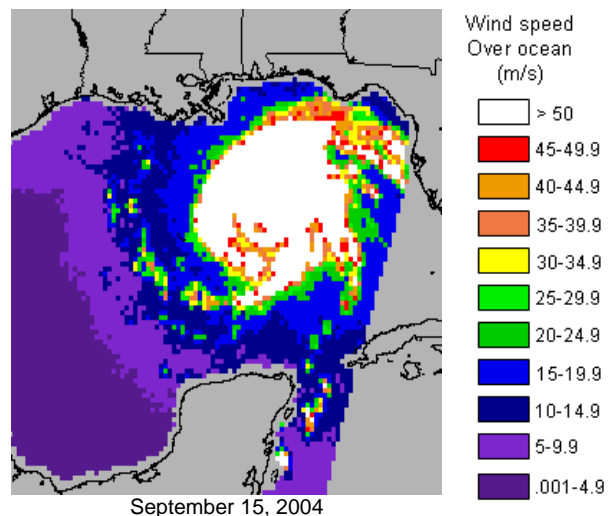 Wind speed
Over ocean
(m/s)
> 50
45-49.9
40-44.9
35-39.9
30-34.9
25-29.9
20-24.9
15-19.9
10-14.9
5-9.9
.001-4.9
September 15, 2004